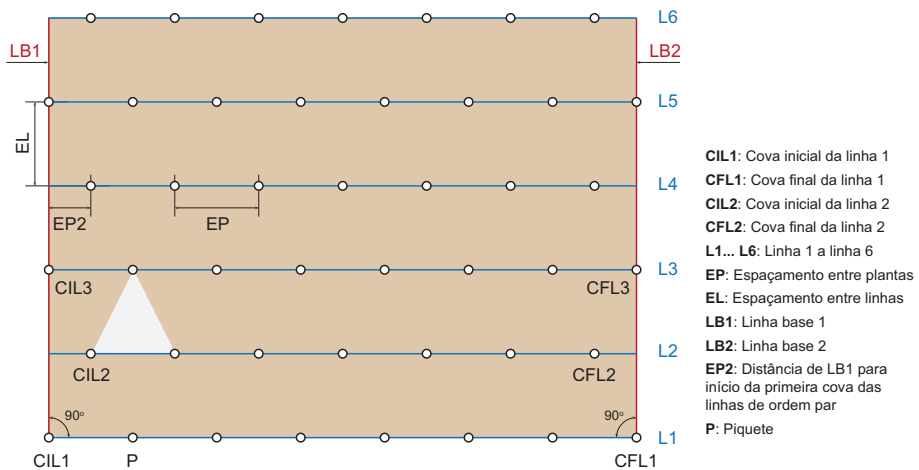 L6
LB1
LB2
L5
EL
L4
EP2
EP
L3
CIL3
CFL3
L2
CIL2
CFL2
90°
90°
L1
CIL1
P
CFL1
CIL1: Cova inicial da linha 1
CFL1: Cova final da linha 1
CIL2: Cova inicial da linha 2
CFL2: Cova final da linha 2
L1... L6: Linha 1 a linha 6
EP: Espaçamento entre plantas
EL: Espaçamento entre linhas
LB1: Linha base 1
LB2: Linha base 2
EP2: Distância de LB1 para
início da primeira cova das
linhas de ordem par
P: Piquete